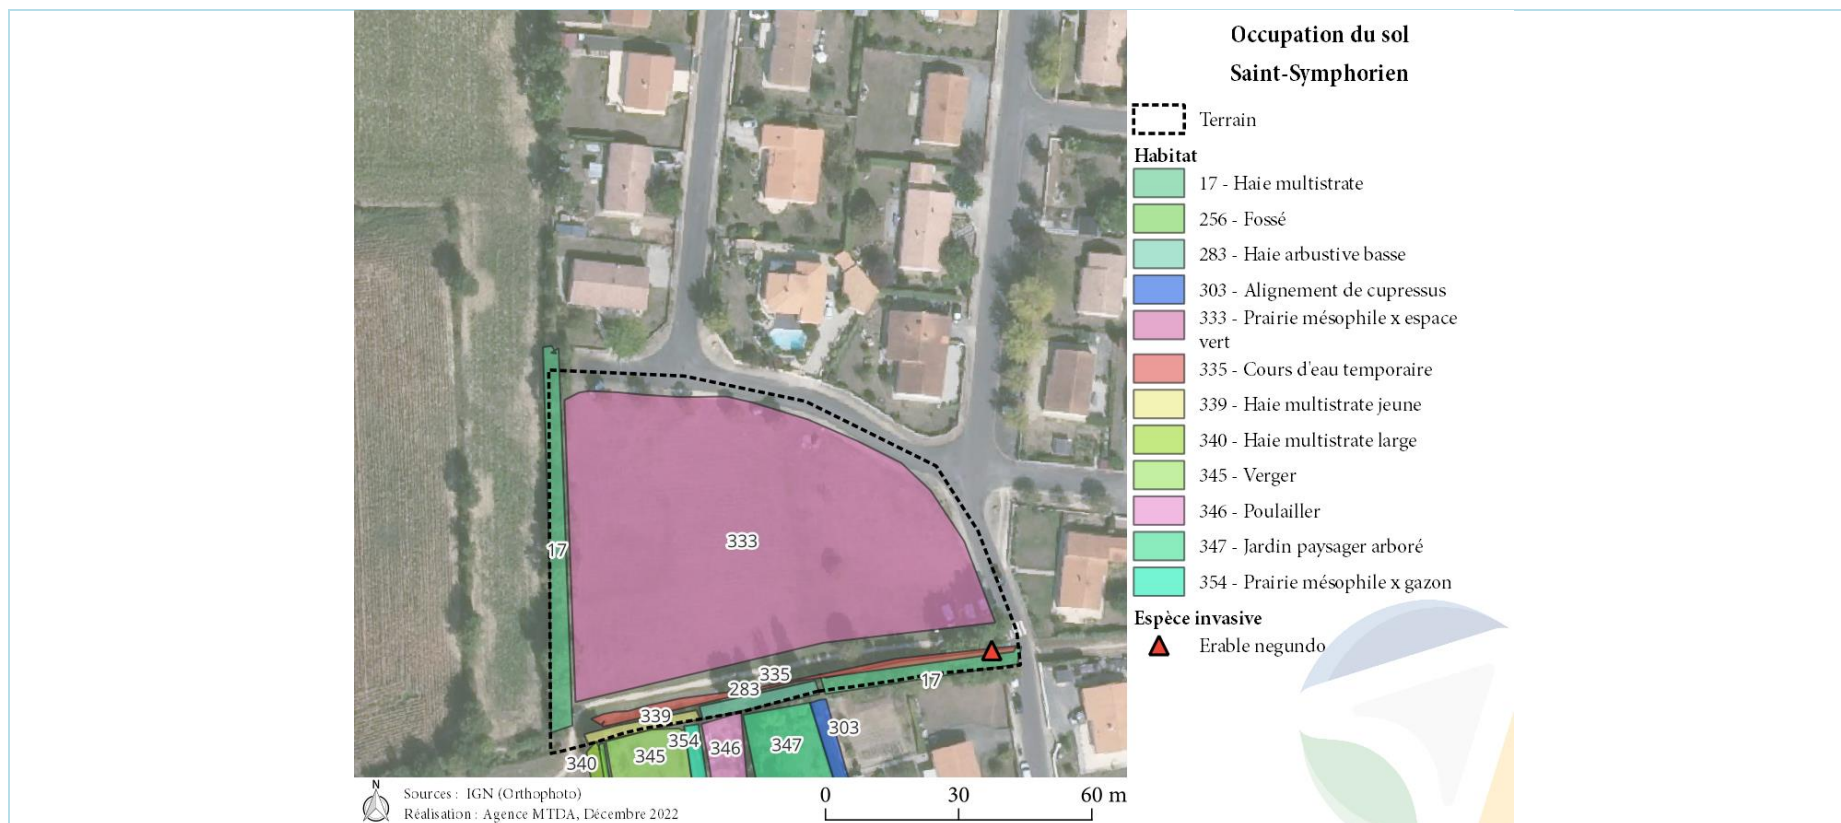 Occupation du sol
Saint-Symphorien
Terrain
Habitat
17 - Haie multistrate
256 - Fossé
283 - Haie arbustive basse
303 - Alignement de cupressus
333 - Prairie mésophile x espace
vert
335 - Cours d'eau temporaire
339 - Haie multistrate jeune
340 - Haie multistrate large
345 - Verger
346 - Poulailler
347 - Jardin paysager arboré
354 - Prairie mésophile x gazon
Espèce invasive
Erable negundo
17
333
335
283
17
339
303
354
346
347
345
340
N
Sources : IGN (Orthophoto)
Réalisation : Agence MTDA, Décembre 2022
0 30 60 m